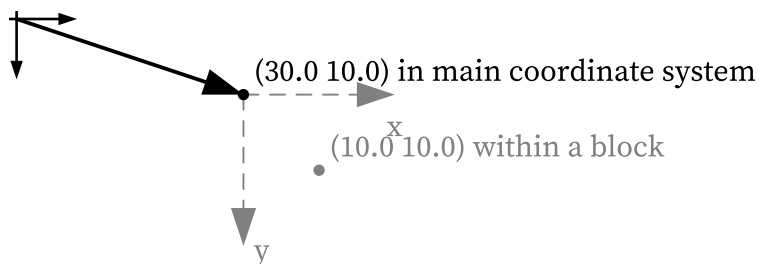 (30.0 10.0) in main coordinate system
x
(10.0 10.0) within a block
y